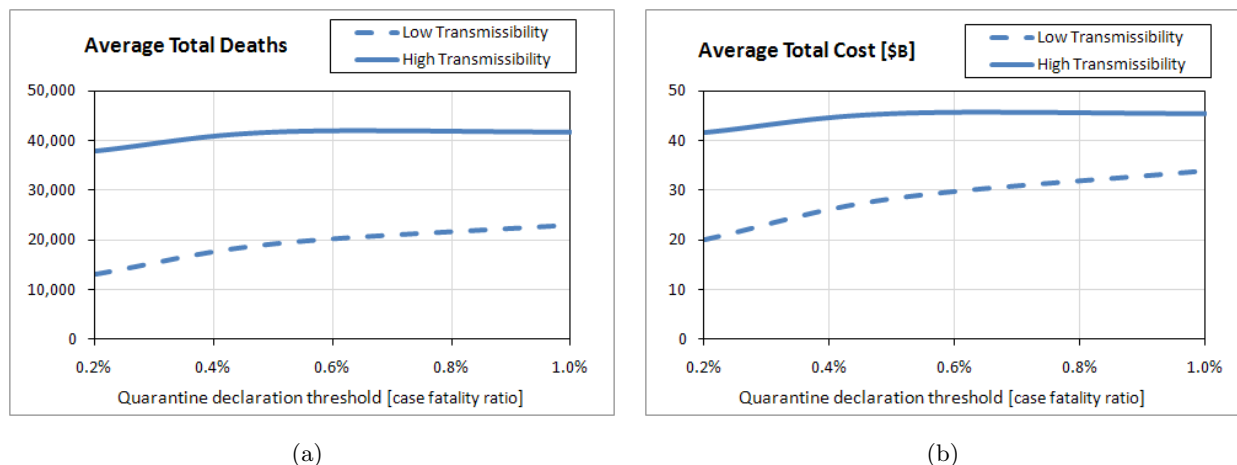 Average Total Deaths
Low Transmissibility
High Transmissibility
50,000
40,000
30,000
20,000
10,000
0
0.2%
0.4%
0.6%
0.8%
1.0%
Quarantine declaration threshold [case fatality ratio]
(a)
Average Total Cost [$B]
Low Transmissibility
High Transmissibility
50
40
30
20
10
0
0.2%
0.4%
0.6%
0.8%
1.0%
Quarantine declaration threshold [case fatality ratio]
(b)